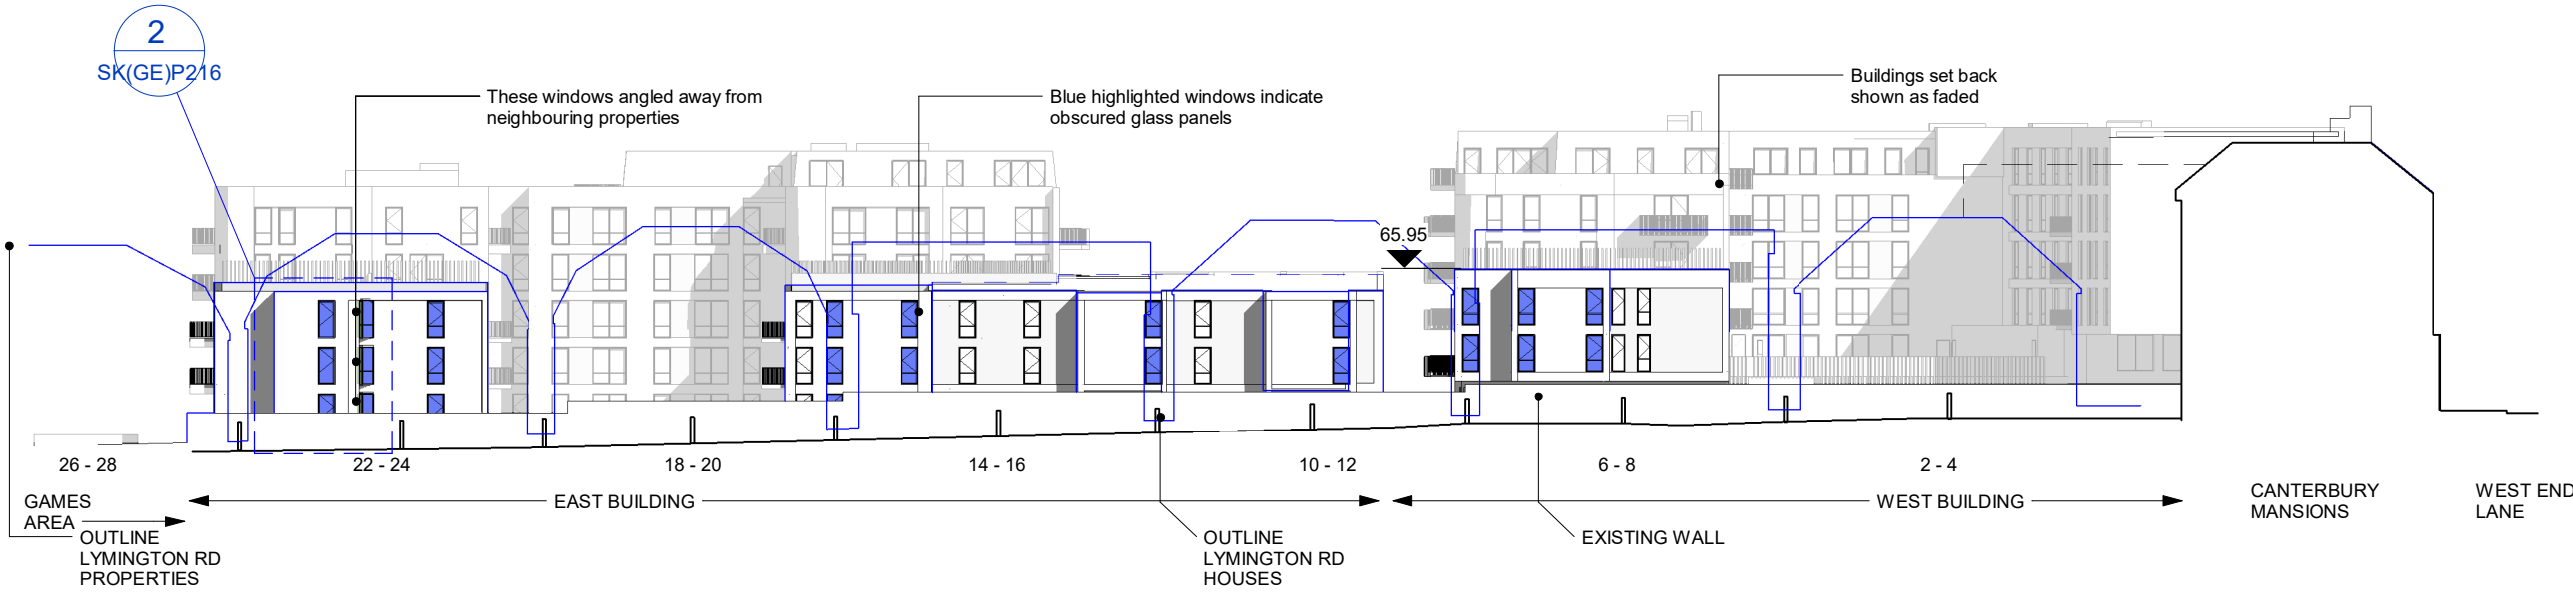 2
SK(GE)P216
These windows angled away from
neighbouring properties
Blue highlighted windows indicate
obscured glass panels
Buildings set back
shown as faded
65.95
26 - 28
22 - 24
18 - 20
14 - 16
10 - 12
6 - 8
2 - 4
GAMES
AREA
EAST BUILDING
WEST BUILDING
CANTERBURY
MANSIONS
WEST END
LANE
OUTLINE
LYMINGTON RD
PROPERTIES
OUTLINE
LYMINGTON RD
HOUSES
EXISTING WALL